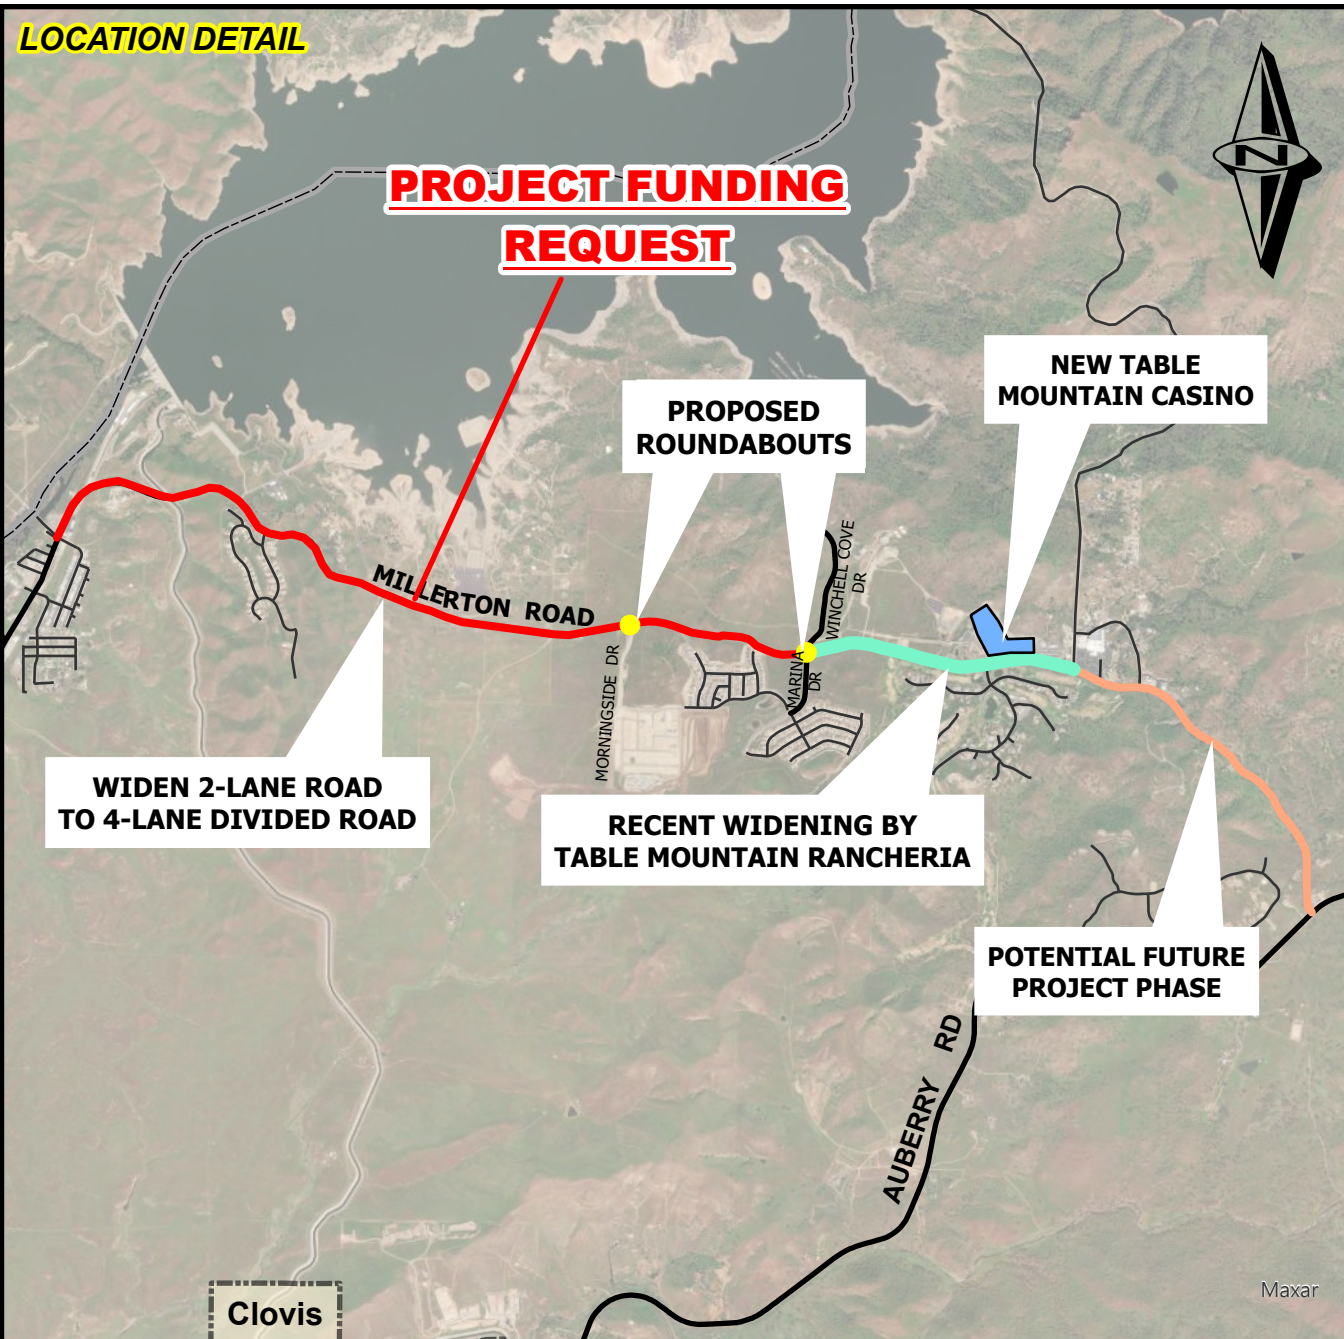 LOCATION DETAIL
N
PROJECT FUNDING
REQUEST
NEW TABLE
MOUNTAIN CASINO
PROPOSED
ROUNDABOUTS
MILLERTON ROAD
WINCHELL COVE
DR
MORNINGSIDE DR
MARINA
DR
WIDEN 2-LANE ROAD
TO 4-LANE DIVIDED ROAD
RECENT WIDENING BY
TABLE MOUNTAIN RANCHERIA
POTENTIAL FUTURE
PROJECT PHASE
AUBERRY RD
Clovis
Maxar